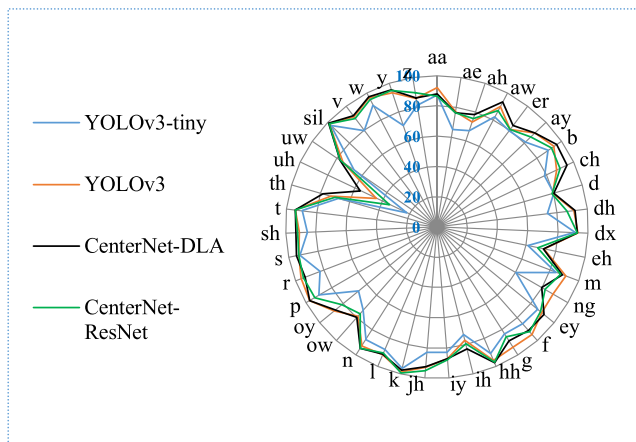 YOLOv3-tiny
YOLOv3
CenterNet-DLA
CenterNet-
ResNet
100
80
60
40
20
0
aa
ae
ah
aw
er
ay
b
ch
d
dh
dx
eh
m
ng
ey
f
g
hh
ih
iy
jh
k
l
n
ow
oy
p
r
s
sh
t
th
uh
uw
sil
v
w
y
z